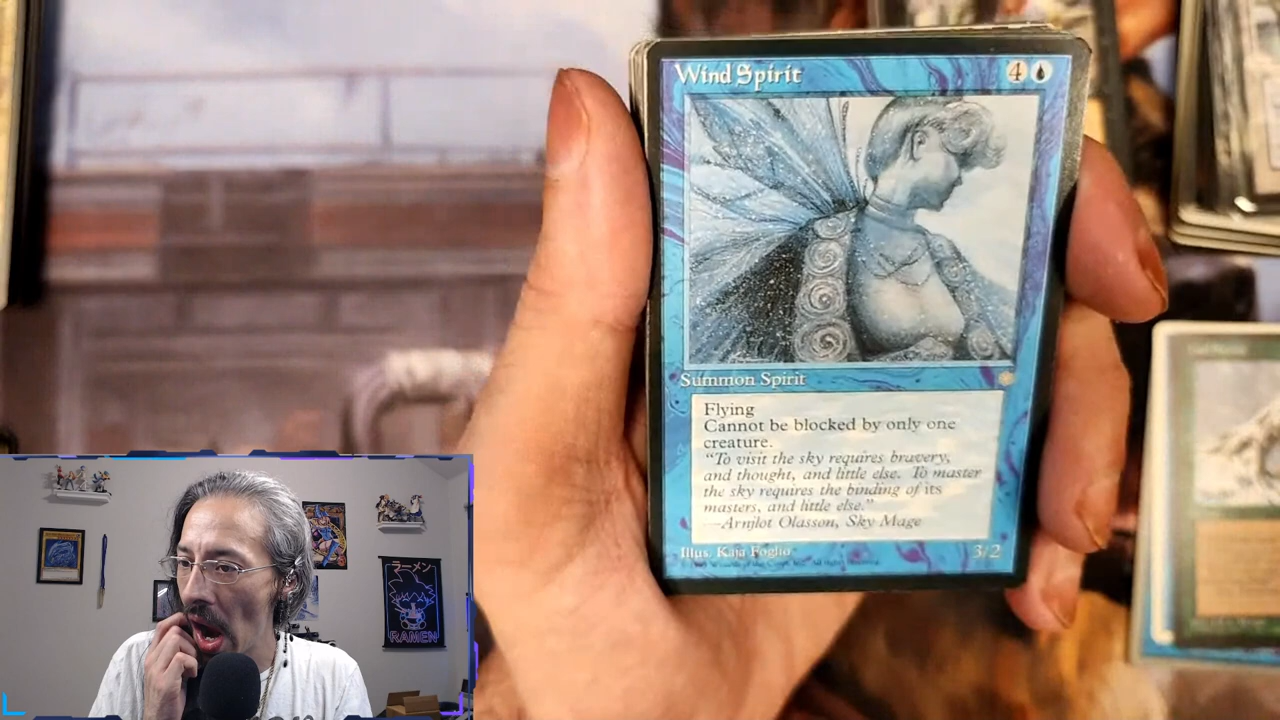 Wind Spirit
4
Summon Spirit
Flying
Cannot be blocked by only one
creature.
"To visit the sky requires bravery,
and thought, and little else. To master
the sky requires the binding of its
masters, and little else."
—Arnjlot Olasson, Sky Mage
Illus. Kaja Foglio
3/2
ラーメン
RAMEN